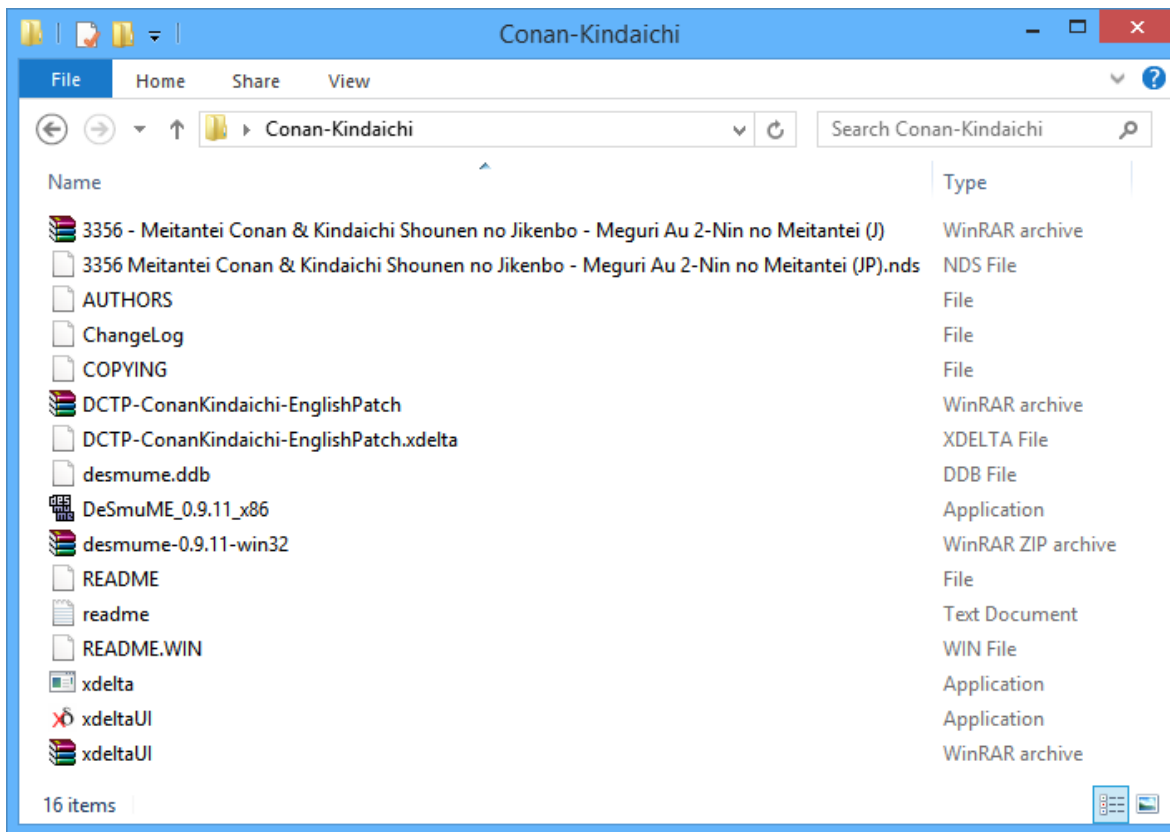 Conan-Kindaichi
File Home Share View
Conan-Kindaichi Search Conan-Kindaichi
Name Type
3356 - Meitantei Conan & Kindaichi Shounen no Jikenbo - Meguri Au 2-Nin no Meitantei (J) WinRAR archive
3356 Meitantei Conan & Kindaichi Shounen no Jikenbo - Meguri Au 2-Nin no Meitantei (JP).nds NDS File
AUTHORS File
ChangeLog File
COPYING File
DCTP-ConanKindaichi-EnglishPatch WinRAR archive
DCTP-ConanKindaichi-EnglishPatch.xdelta XDELTA File
desmume.ddb DDB File
DeSmuME_0.9.11_x86 Application
desmume-0.9.11-win32 WinRAR ZIP archive
README File
readme Text Document
README.WIN WIN File
xdelta Application
xdeltaUI Application
xdeltaUI WinRAR archive
16 items